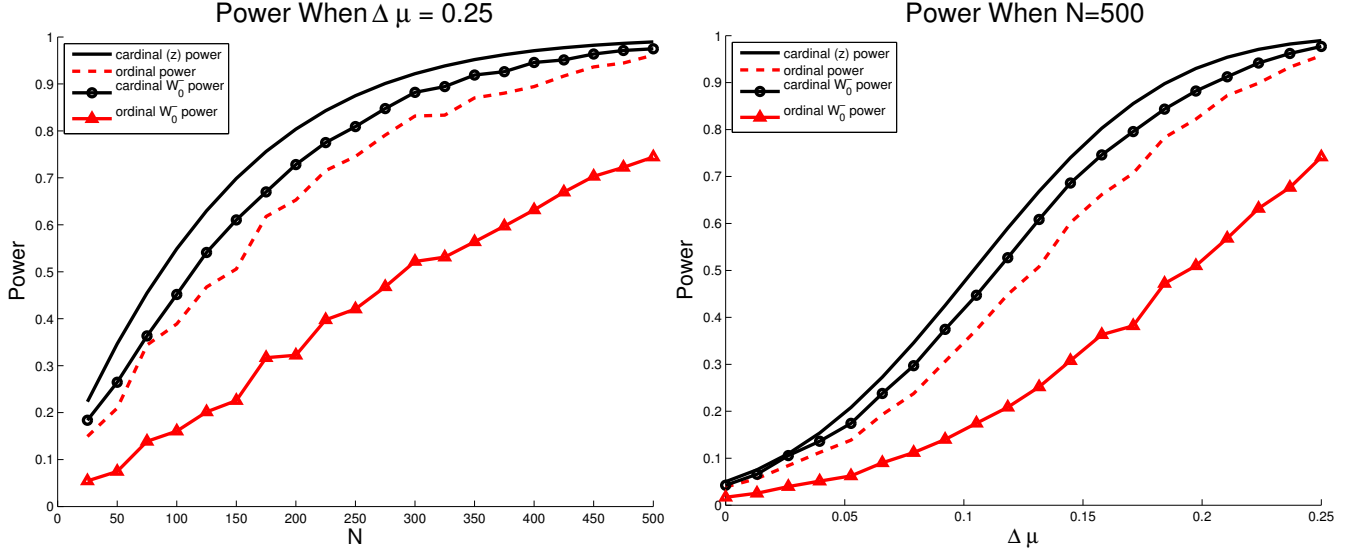 Power When Δ μ = 0.25
1
0.9
0.8
0.7
0.6
0.5
0.4
0.3
0.2
0.1
0
Power
cardinal (z) power
ordinal power
cardinal W₀⁻ power
ordinal W₀⁻ power
0
50
100
150
200
250
300
350
400
450
500
N
Power When N=500
1
0.9
0.8
0.7
0.6
0.5
0.4
0.3
0.2
0.1
0
Power
cardinal (z) power
ordinal power
cardinal W₀⁻ power
ordinal W₀⁻ power
0
0.05
0.1
0.15
0.2
0.25
Δ μ